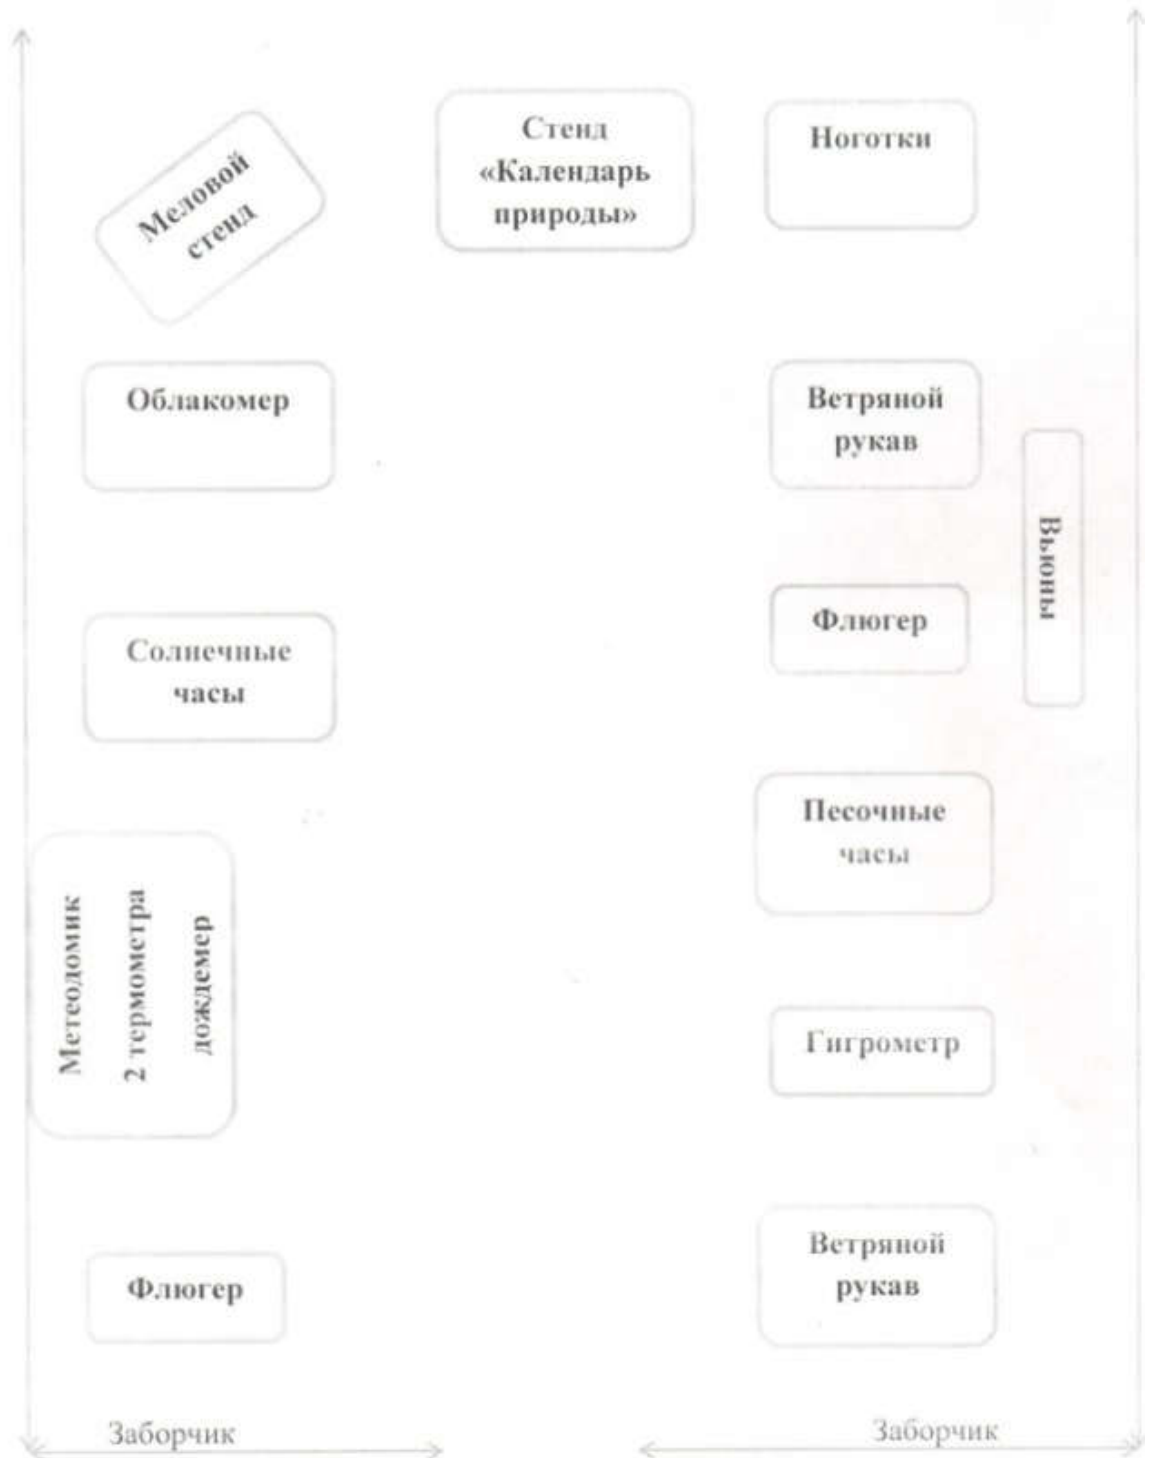 Меловой
стенд
Стенд
«Календарь
природы»
Ноготки
Облакомер
Ветряной
рукав
Вьюны
Солнечные
часы
Флюгер
Песочные
часы
Метеодомик
2 термометра
дождемер
Гигрометр
Флюгер
Ветряной
рукав
Заборчик
Заборчик